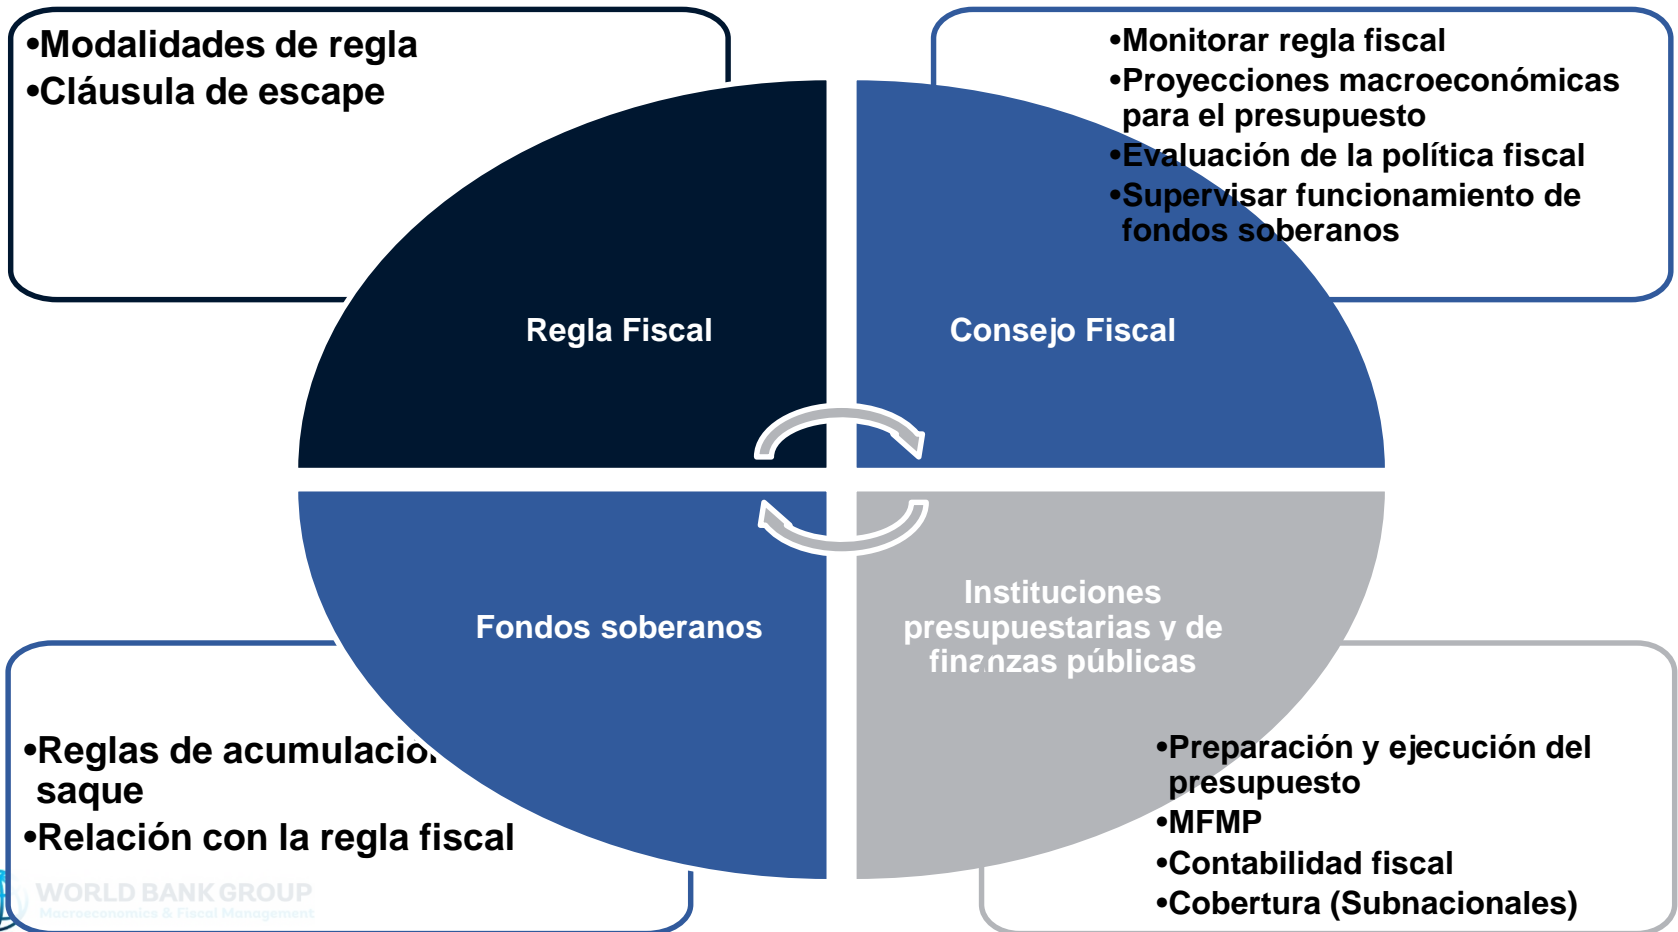 •Modalidades de regla
•Cláusula de escape
•Monitorar regla fiscal
•Proyecciones macroeconómicas
para el presupuesto
•Evaluación de la política fiscal
•Supervisar funcionamiento de
fondos soberanos
Regla Fiscal
Consejo Fiscal
Fondos soberanos
Instituciones
presupuestarias y de
finanzas públicas
•Reglas de
saque
•Relación con la regla fiscal
•Preparación y ejecución del
presupuesto
•MFMP
•Contabilidad fiscal
•Cobertura (Subnacionales)
WORLD BANK GROUP
Macroeconomics & Fiscal Management